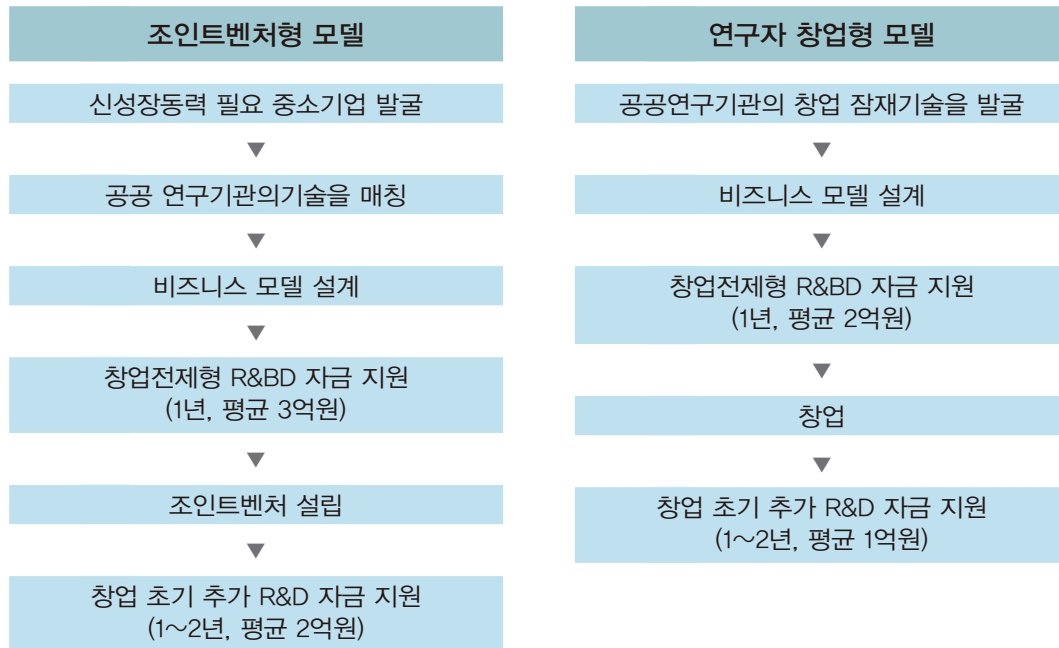 조인트벤처형 모델
신성장동력 필요 중소기업 발굴
▼
공공 연구기관의기술을 매칭
▼
비즈니스 모델 설계
▼
창업전제형 R&BD 자금 지원
(1년, 평균 3억원)
▼
조인트벤처 설립
▼
창업 초기 추가 R&D 자금 지원
(1~2년, 평균 2억원)
연구자 창업형 모델
공공연구기관의 창업 잠재기술을 발굴
▼
비즈니스 모델 설계
▼
창업전제형 R&BD 자금 지원
(1년, 평균 2억원)
▼
창업
▼
창업 초기 추가 R&D 자금 지원
(1~2년, 평균 1억원)